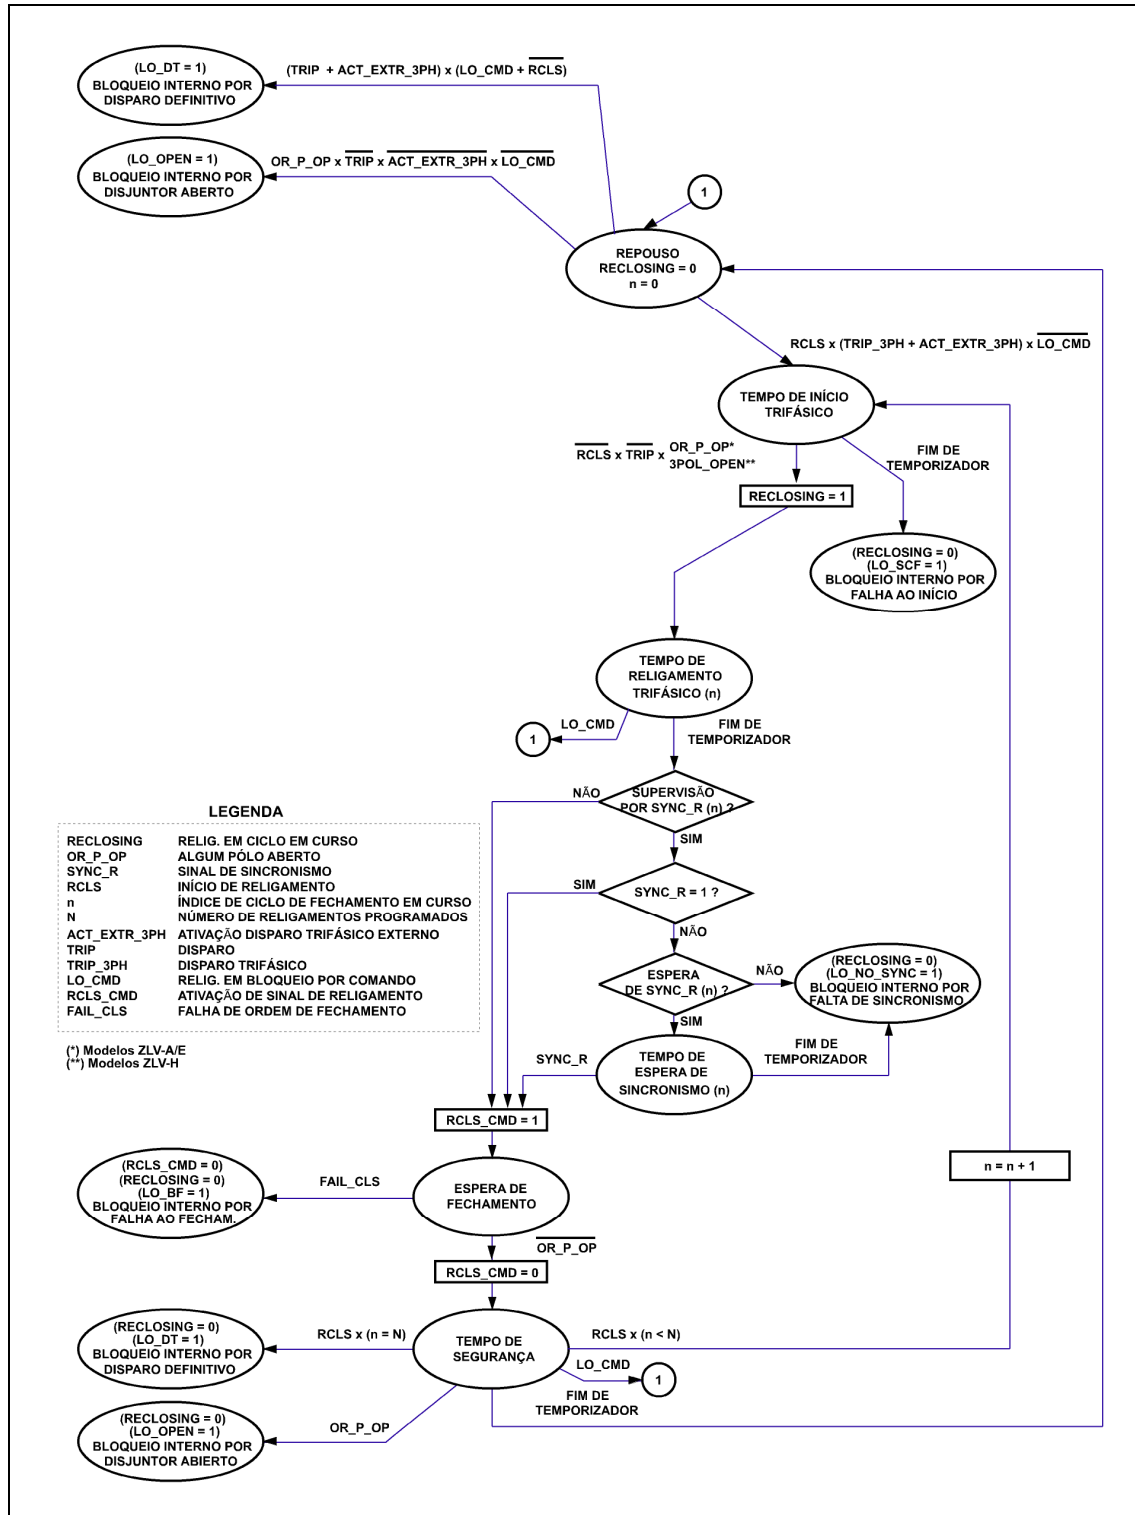 (LO_DT = 1)
BLOQUEIO INTERNO POR
DISPARO DEFINITIVO
(TRIP + ACT_EXTR_3PH) x (LO_CMD + RCLS)
(LO_OPEN = 1)
BLOQUEIO INTERNO POR
DISJUNTOR ABERTO
OR_P_OP x TRIP x ACT_EXTR_3PH x LO_CMD
1
REPOUSO
RECLOSING = 0
n = 0
RCLS x (TRIP_3PH + ACT_EXTR_3PH) x LO_CMD
TEMPO DE INÍCIO
TRIFÁSICO
RCLS x TRIP x OR_P_OP*
3POL_OPEN**
FIM DE
TEMPORIZADOR
RECLOSING = 1
(RECLOSING = 0)
(LO_SCF = 1)
BLOQUEIO INTERNO POR
FALHA AO INÍCIO
TEMPO DE
RELIGAMENTO
TRIFÁSICO (n)
LO_CMD
1
FIM DE
TEMPORIZADOR
NÃO
SUPERVISÃO
POR SYNC_R (n) ?
SIM
SIM
SYNC_R = 1 ?
NÃO
ESPERA
DE SYNC_R (n) ?
NÃO
SIM
(RECLOSING = 0)
(LO_NO_SYNC = 1)
BLOQUEIO INTERNO POR
FALTA DE SINCRONISMO
SYNC_R
TEMPO DE
ESPERA DE
SINCRONISMO (n)
FIM DE
TEMPORIZADOR
LEGENDA
RECLOSING RELIG. EM CICLO EM CURSO
OR_P_OP ALGUM PÓLO ABERTO
SYNC_R SINAL DE SINCRONISMO
RCLS INÍCIO DE RELIGAMENTO
n ÍNDICE DE CICLO DE FECHAMENTO EM CURSO
N NÚMERO DE RELIGAMENTOS PROGRAMADOS
ACT_EXTR_3PH ATIVAÇÃO DISPARO TRIFÁSICO EXTERNO
TRIP DISPARO
TRIP_3PH DISPARO TRIFÁSICO
LO_CMD RELIG. EM BLOQUEIO POR COMANDO
RCLS_CMD ATIVAÇÃO DE SINAL DE RELIGAMENTO
FAIL_CLS FALHA DE ORDEM DE FECHAMENTO
(*) Modelos ZLV-A/E
(**) Modelos ZLV-H
RCLS_CMD = 1
(RCLS_CMD = 0)
(RECLOSING = 0)
(LO_BF = 1)
BLOQUEIO INTERNO POR
FALHA AO FECHAM.
FAIL_CLS
ESPERA DE
FECHAMENTO
n = n + 1
OR_P_OP
RCLS_CMD = 0
(RECLOSING = 0)
(LO_DT = 1)
BLOQUEIO INTERNO POR
DISPARO DEFINITIVO
RCLS x (n = N)
TEMPO DE
SEGURANÇA
RCLS x (n < N)
LO_CMD
1
FIM DE
TEMPORIZADOR
(RECLOSING = 0)
(LO_OPEN = 1)
BLOQUEIO INTERNO POR
DISJUNTOR ABIERTO
OR_P_OP